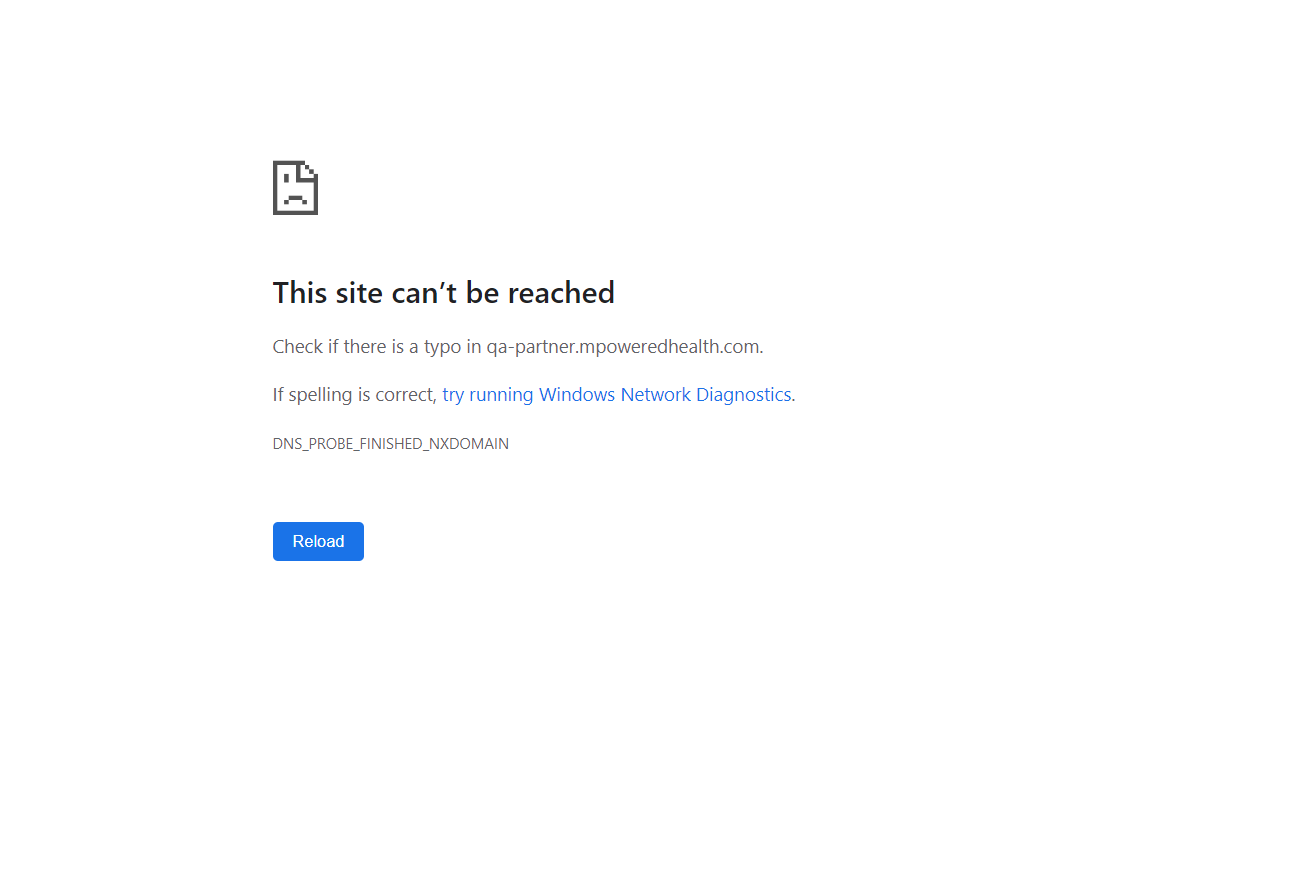 This site can’t be reached
Check if there is a typo in qa-partner.mpoweredhealth.com.
If spelling is correct, try running Windows Network Diagnostics.
DNS_PROBE_FINISHED_NXDOMAIN
Reload